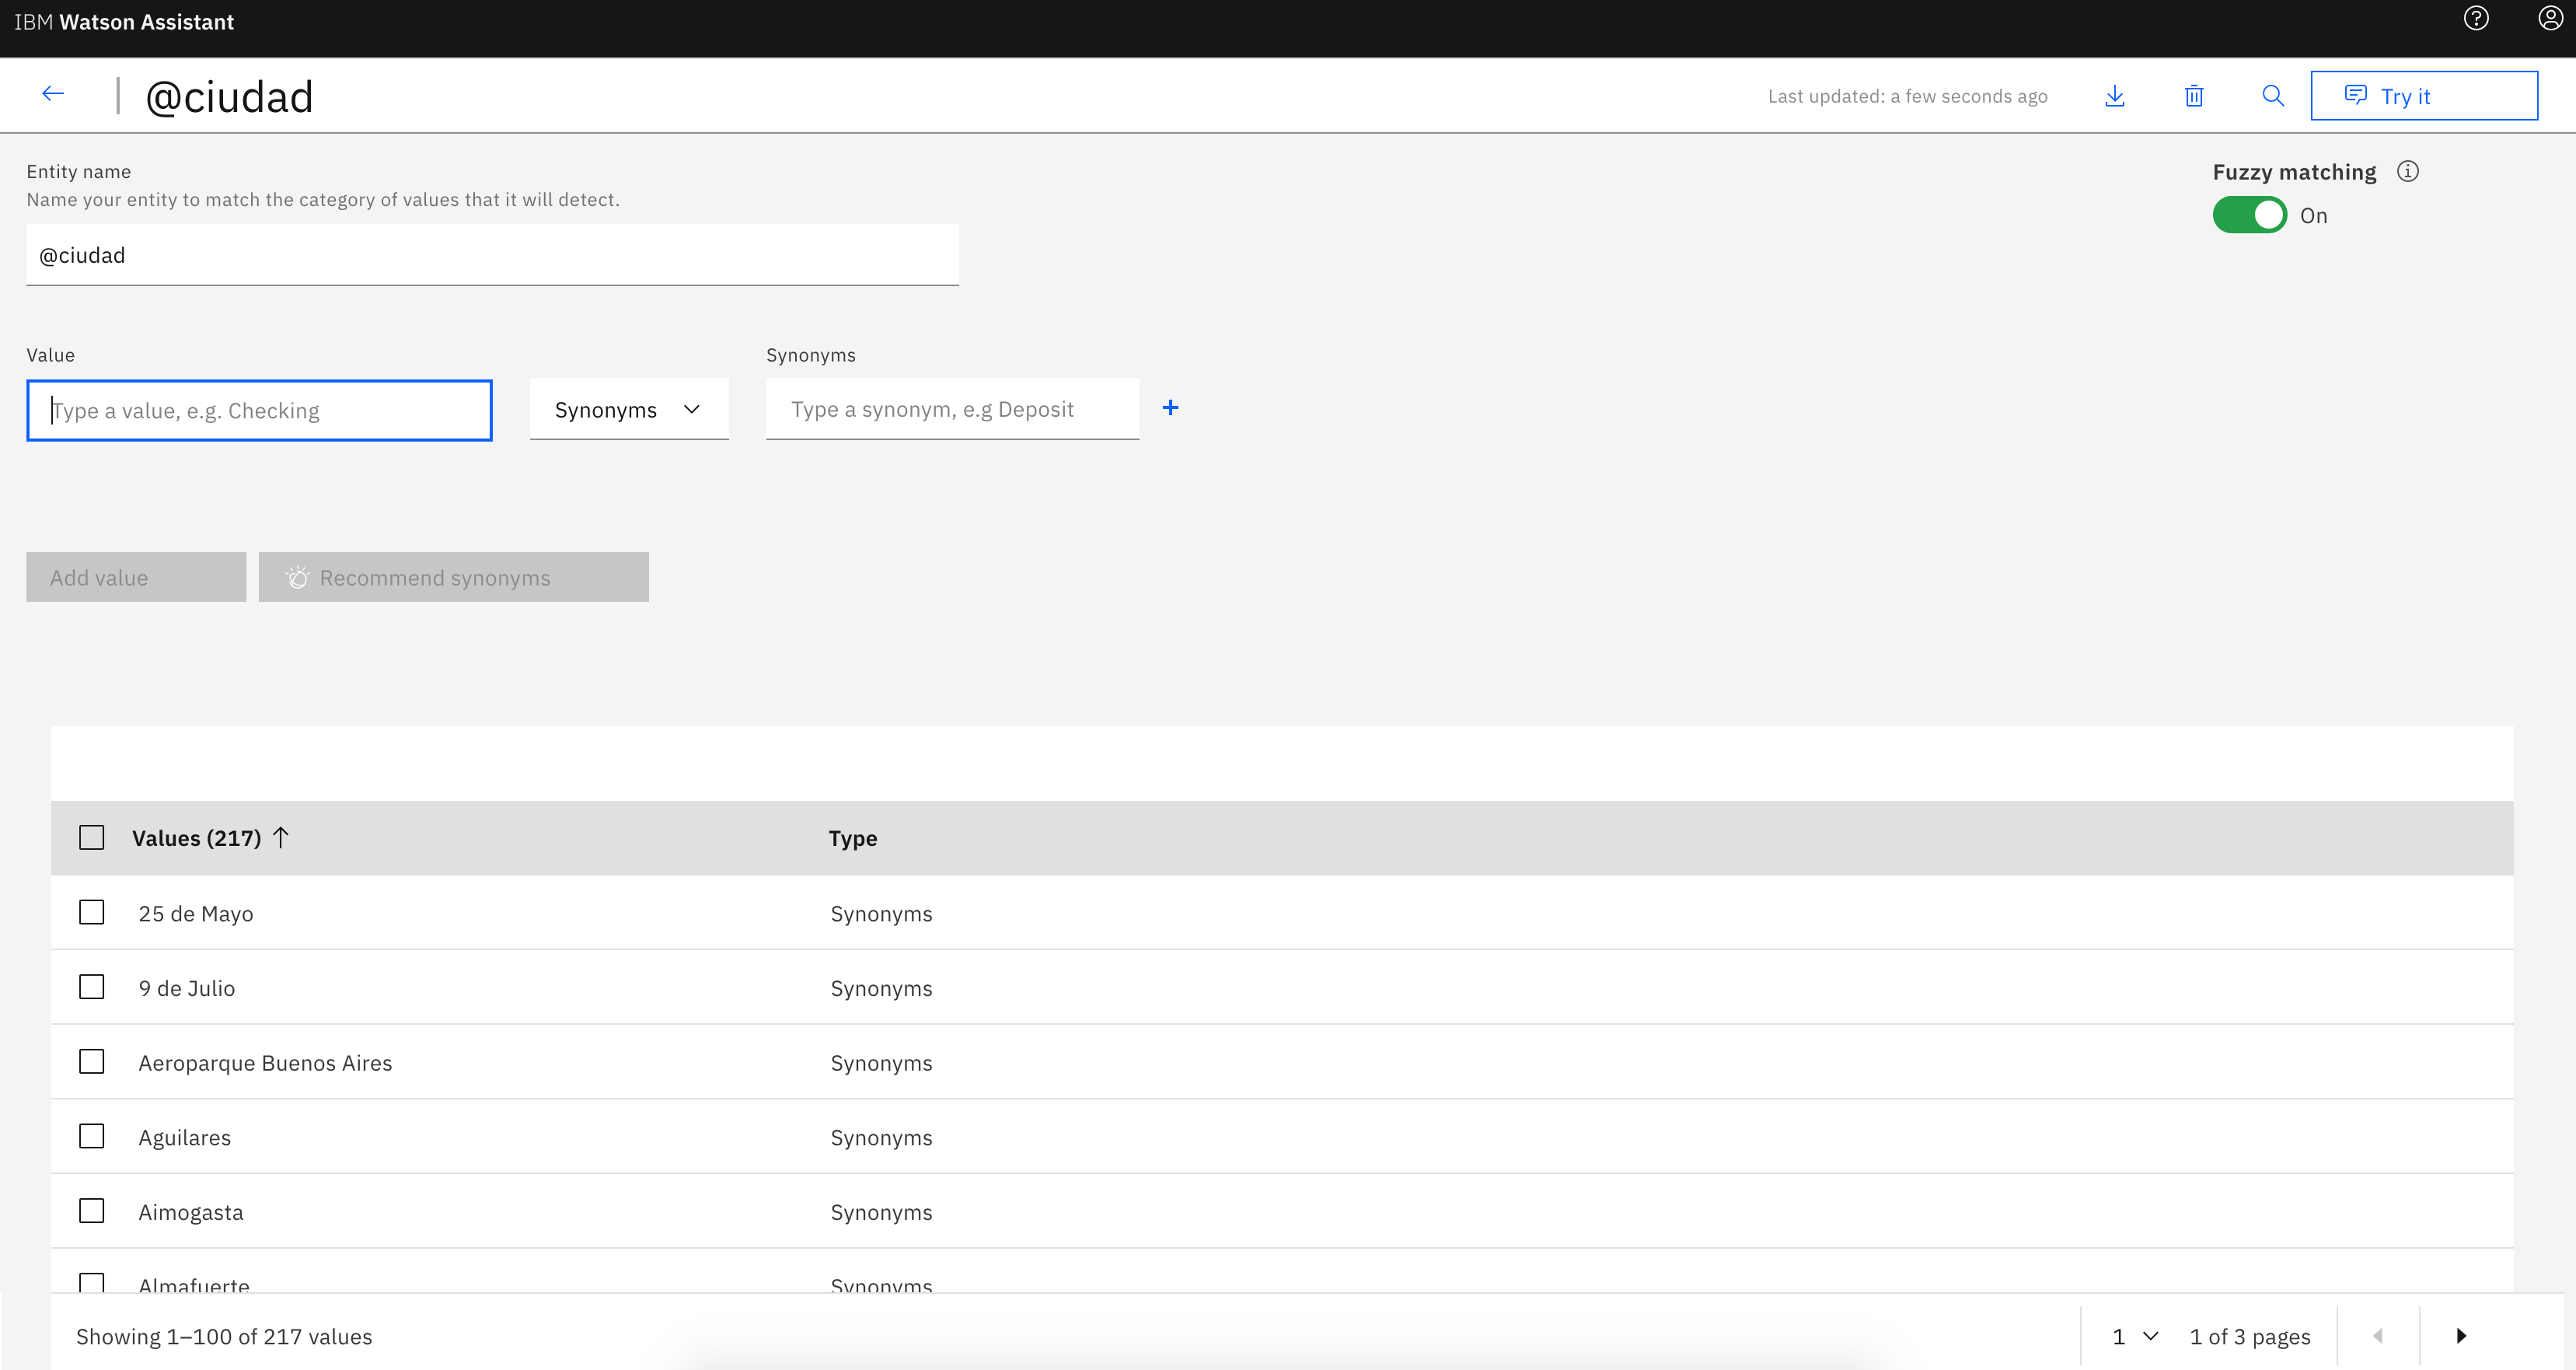 IBM Watson Assistant
@ciudad
Last updated: a few seconds ago
Try it
Entity name
Name your entity to match the category of values that it will detect.
@ciudad
Fuzzy matching
On
Value
Synonyms
Type a value, e.g. Checking
Synonyms
Type a synonym, e.g Deposit
Add value
Recommend synonyms
Values (217)
Type
25 de Mayo
Synonyms
9 de Julio
Synonyms
Aeroparque Buenos Aires
Synonyms
Aguilares
Synonyms
Aimogasta
Synonyms
Almafuerte
Synonyms
Showing 1–100 of 217 values
1
1 of 3 pages